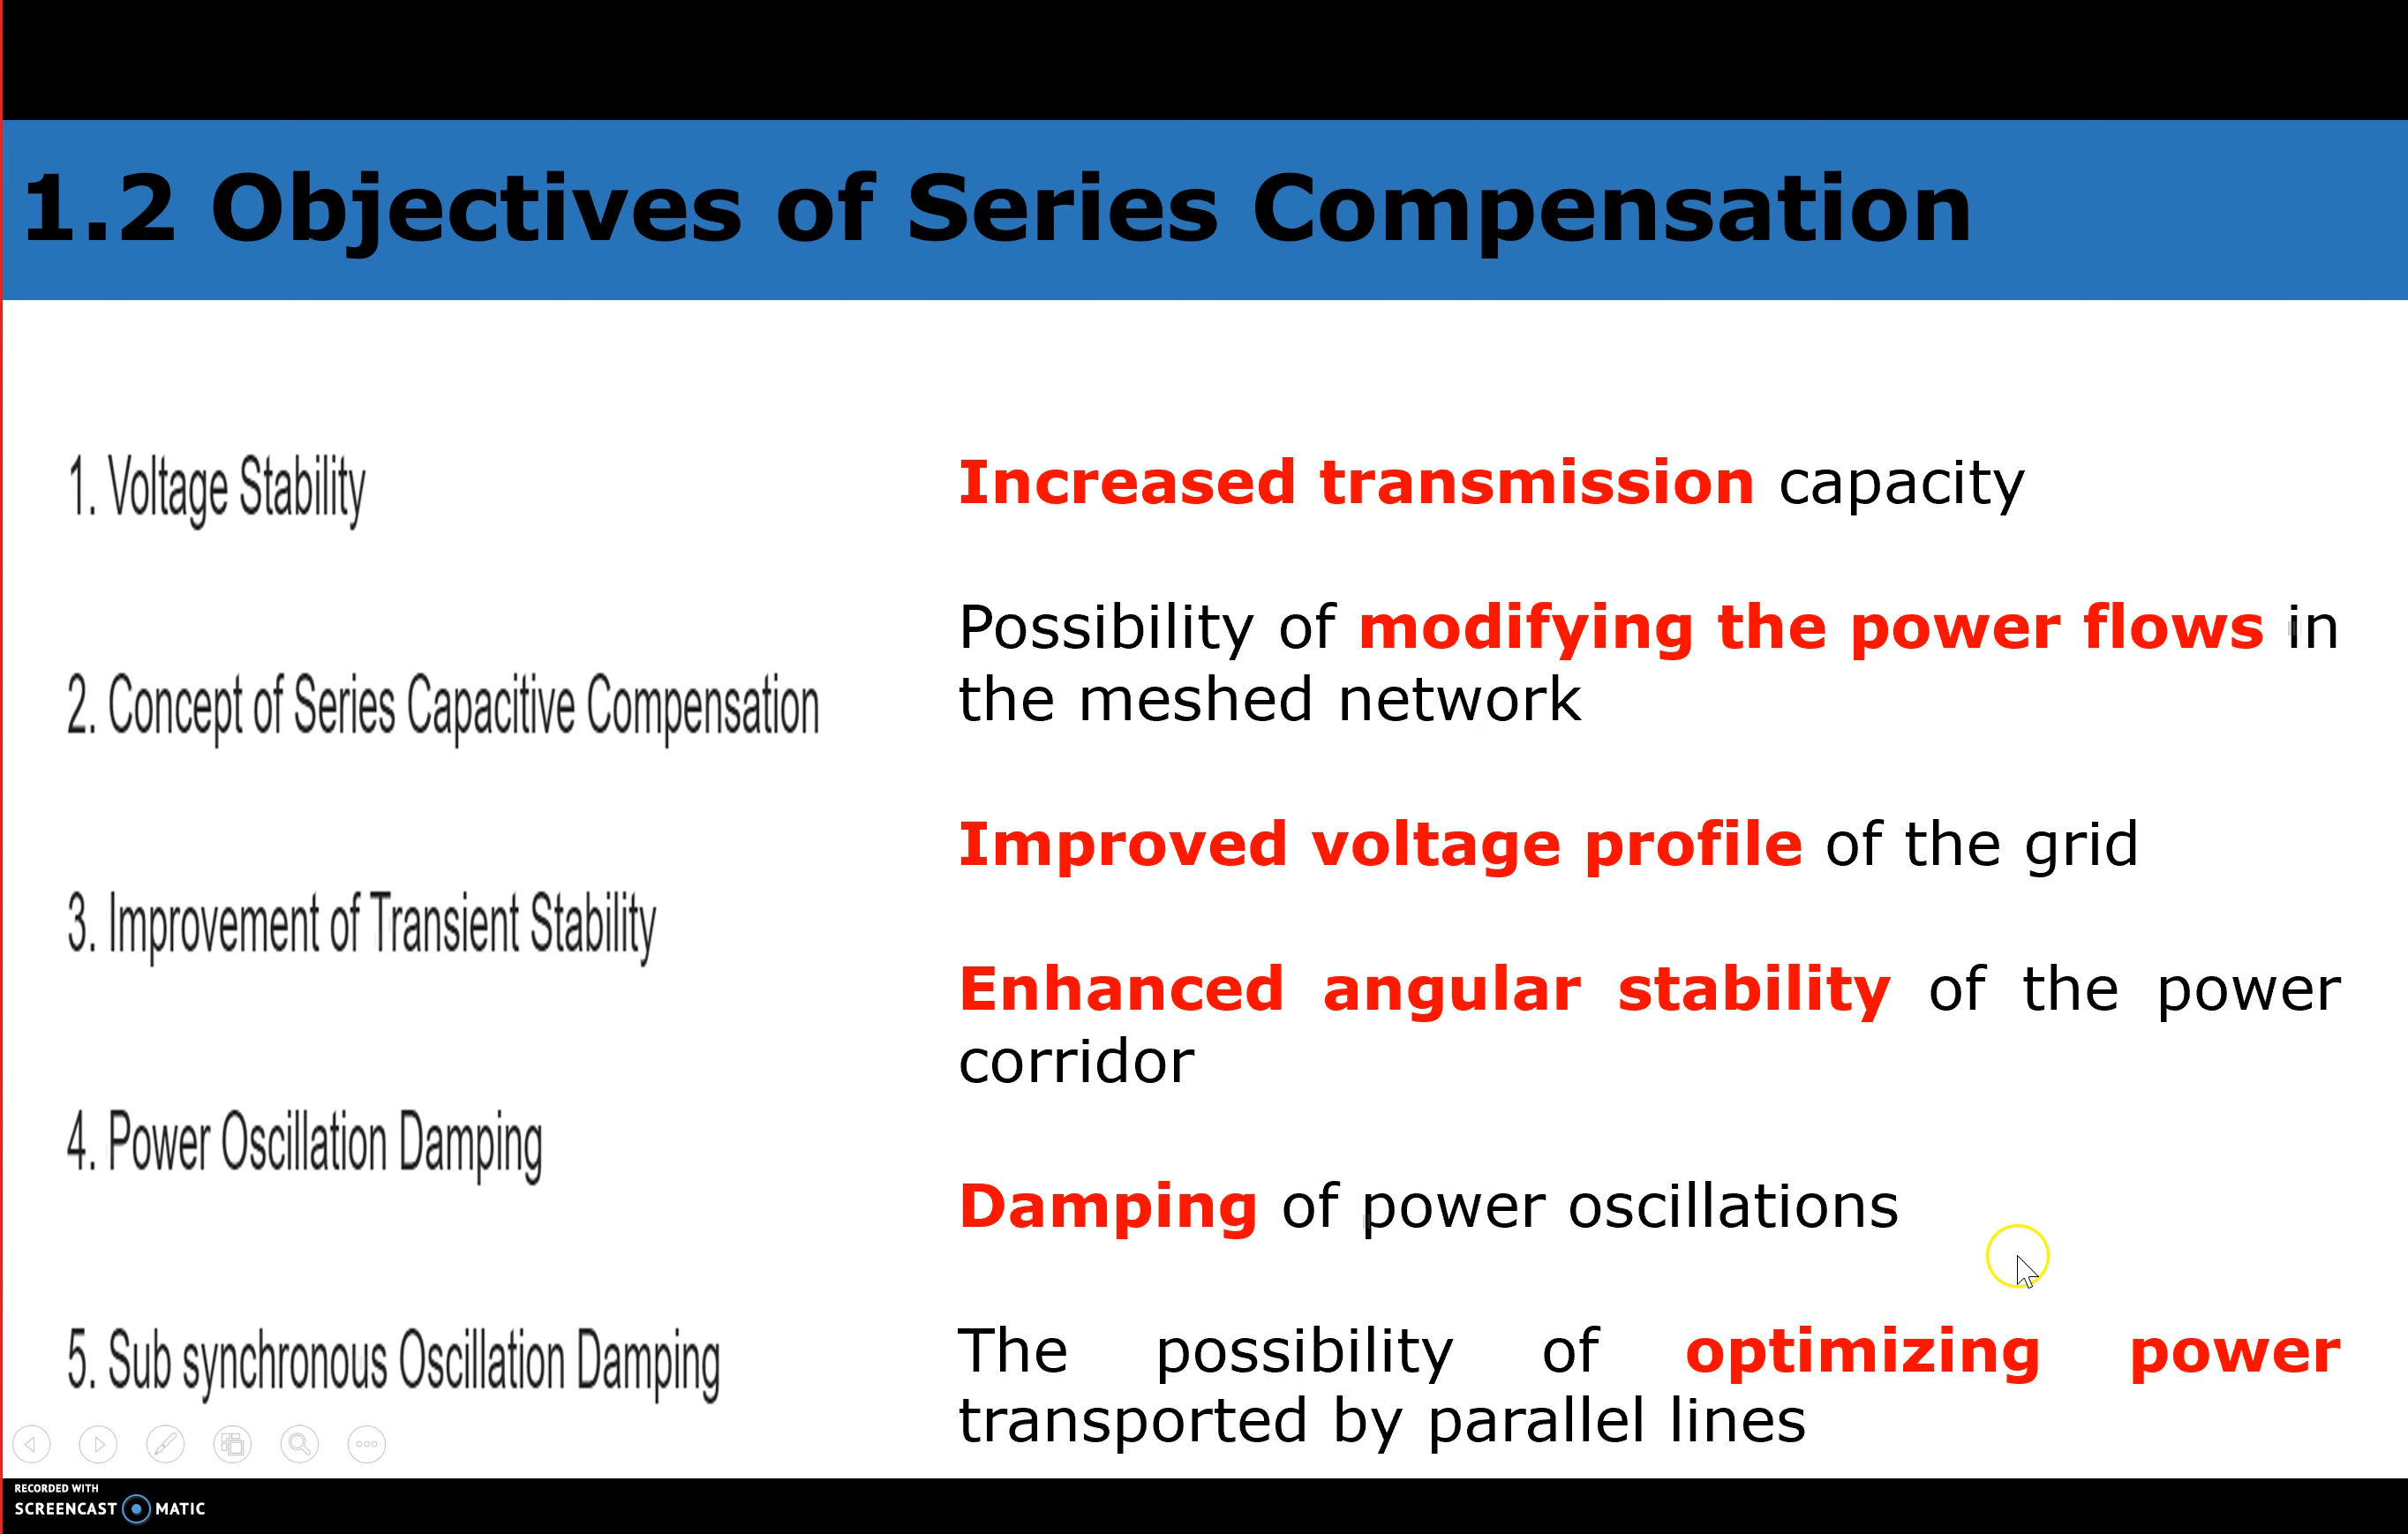 1.2 Objectives of Series Compensation
1. Voltage Stability
2. Concept of Series Capacitive Compensation
3. Improvement of Transient Stability
4. Power Oscillation Damping
5. Sub synchronous Oscillation Damping
Increased transmission capacity
Possibility of modifying the power flows in
the meshed network
Improved voltage profile of the grid
Enhanced angular stability of the power
corridor
Damping of power oscillations
The possibility of optimizing power
transported by parallel lines
RECORDED WITH
SCREENCAST MATIC